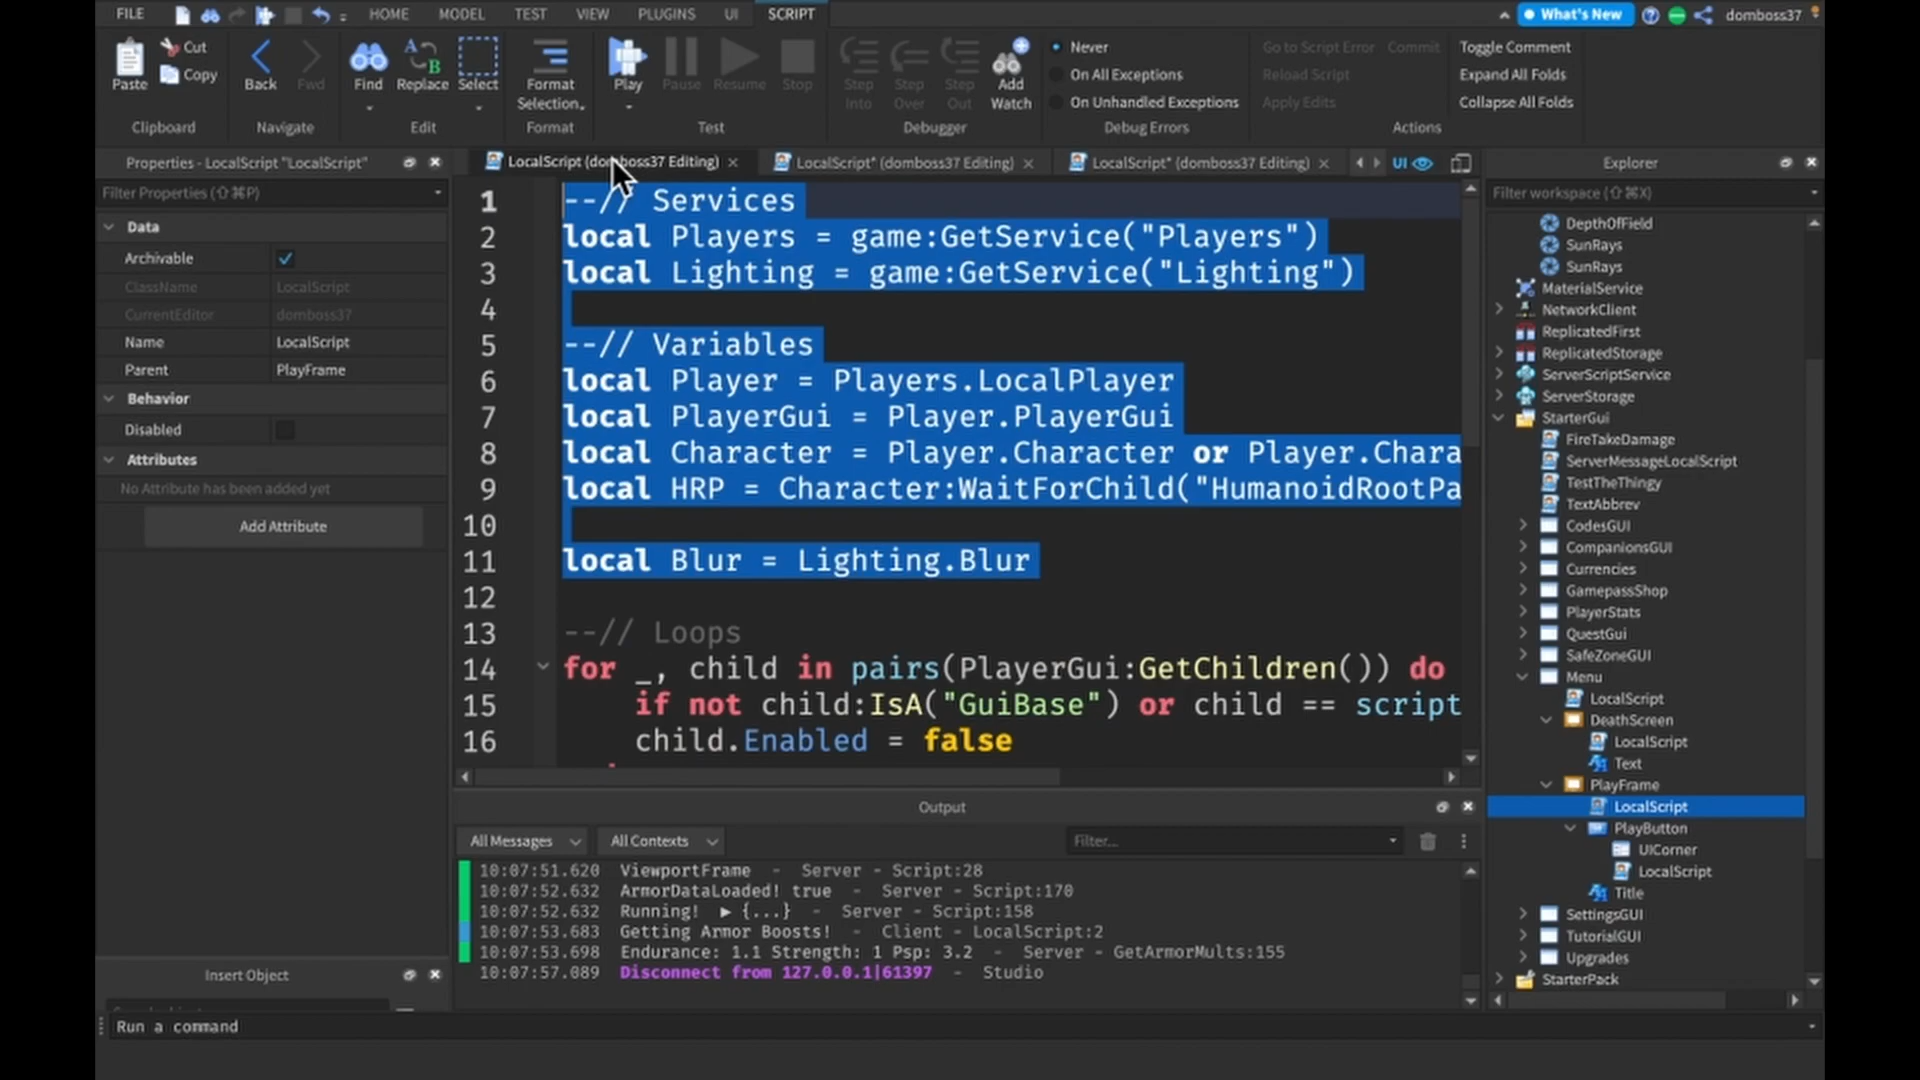 FILE HOME MODEL TEST VIEW PLUGINS UI SCRIPT What's New domboss37
Paste Cut Copy Back Fwd Find Replace Select Format Selection Play Pause Resume Stop Step Into Step Over Step Out Add Watch
Never
On All Exceptions
On Unhandled Exceptions
Go to Script Error Commit
Reload Script
Apply Edits
Toggle Comment
Expand All Folds
Collapse All Folds
Clipboard Navigate Edit Format Test Debugger Debug Errors Actions
Properties - LocalScript "LocalScript"
Filter Properties (⇧⌘P)
Data
Archivable
ClassName LocalScript
CurrentEditor domboss37
Name LocalScript
Parent PlayFrame
Behavior
Disabled
Attributes
No Attribute has been added yet
Add Attribute
Insert Object
LocalScript (domboss37 Editing) LocalScript* (domboss37 Editing) LocalScript* (domboss37 Editing) UI
1 --// Services
2 local Players = game:GetService("Players")
3 local Lighting = game:GetService("Lighting")
4
5 --// Variables
6 local Player = Players.LocalPlayer
7 local PlayerGui = Player.PlayerGui
8 local Character = Player.Character or Player.Chara
9 local HRP = Character:WaitForChild("HumanoidRootPa
10
11 local Blur = Lighting.Blur
12
13 --// Loops
14 for _, child in pairs(PlayerGui:GetChildren()) do
15 if not child:IsA("GuiBase") or child == script
16 child.Enabled = false
Output
All Messages All Contexts Filter...
10:07:51.620 ViewportFrame - Server - Script:28
10:07:52.632 ArmorDataLoaded! true - Server - Script:170
10:07:52.632 Running! ▶ {...} - Server - Script:158
10:07:53.683 Getting Armor Boosts! - Client - LocalScript:2
10:07:53.698 Endurance: 1.1 Strength: 1 Psp: 3.2 - Server - GetArmorMults:155
10:07:57.089 Disconnect from 127.0.0.1|61397 - Studio
Explorer
Filter workspace (⇧⌘X)
DepthOfField
SunRays
SunRays
MaterialService
NetworkClient
ReplicatedFirst
ReplicatedStorage
ServerScriptService
ServerStorage
StarterGui
FireTakeDamage
ServerMessageLocalScript
TestTheThingy
TextAbbrev
CodesGUI
CompanionsGUI
Currencies
GamepassShop
PlayerStats
QuestGui
SafeZoneGUI
Menu
LocalScript
DeathScreen
LocalScript
Text
PlayFrame
LocalScript
PlayButton
UICorner
LocalScript
Title
SettingsGUI
TutorialGUI
Upgrades
StarterPack
Run a command